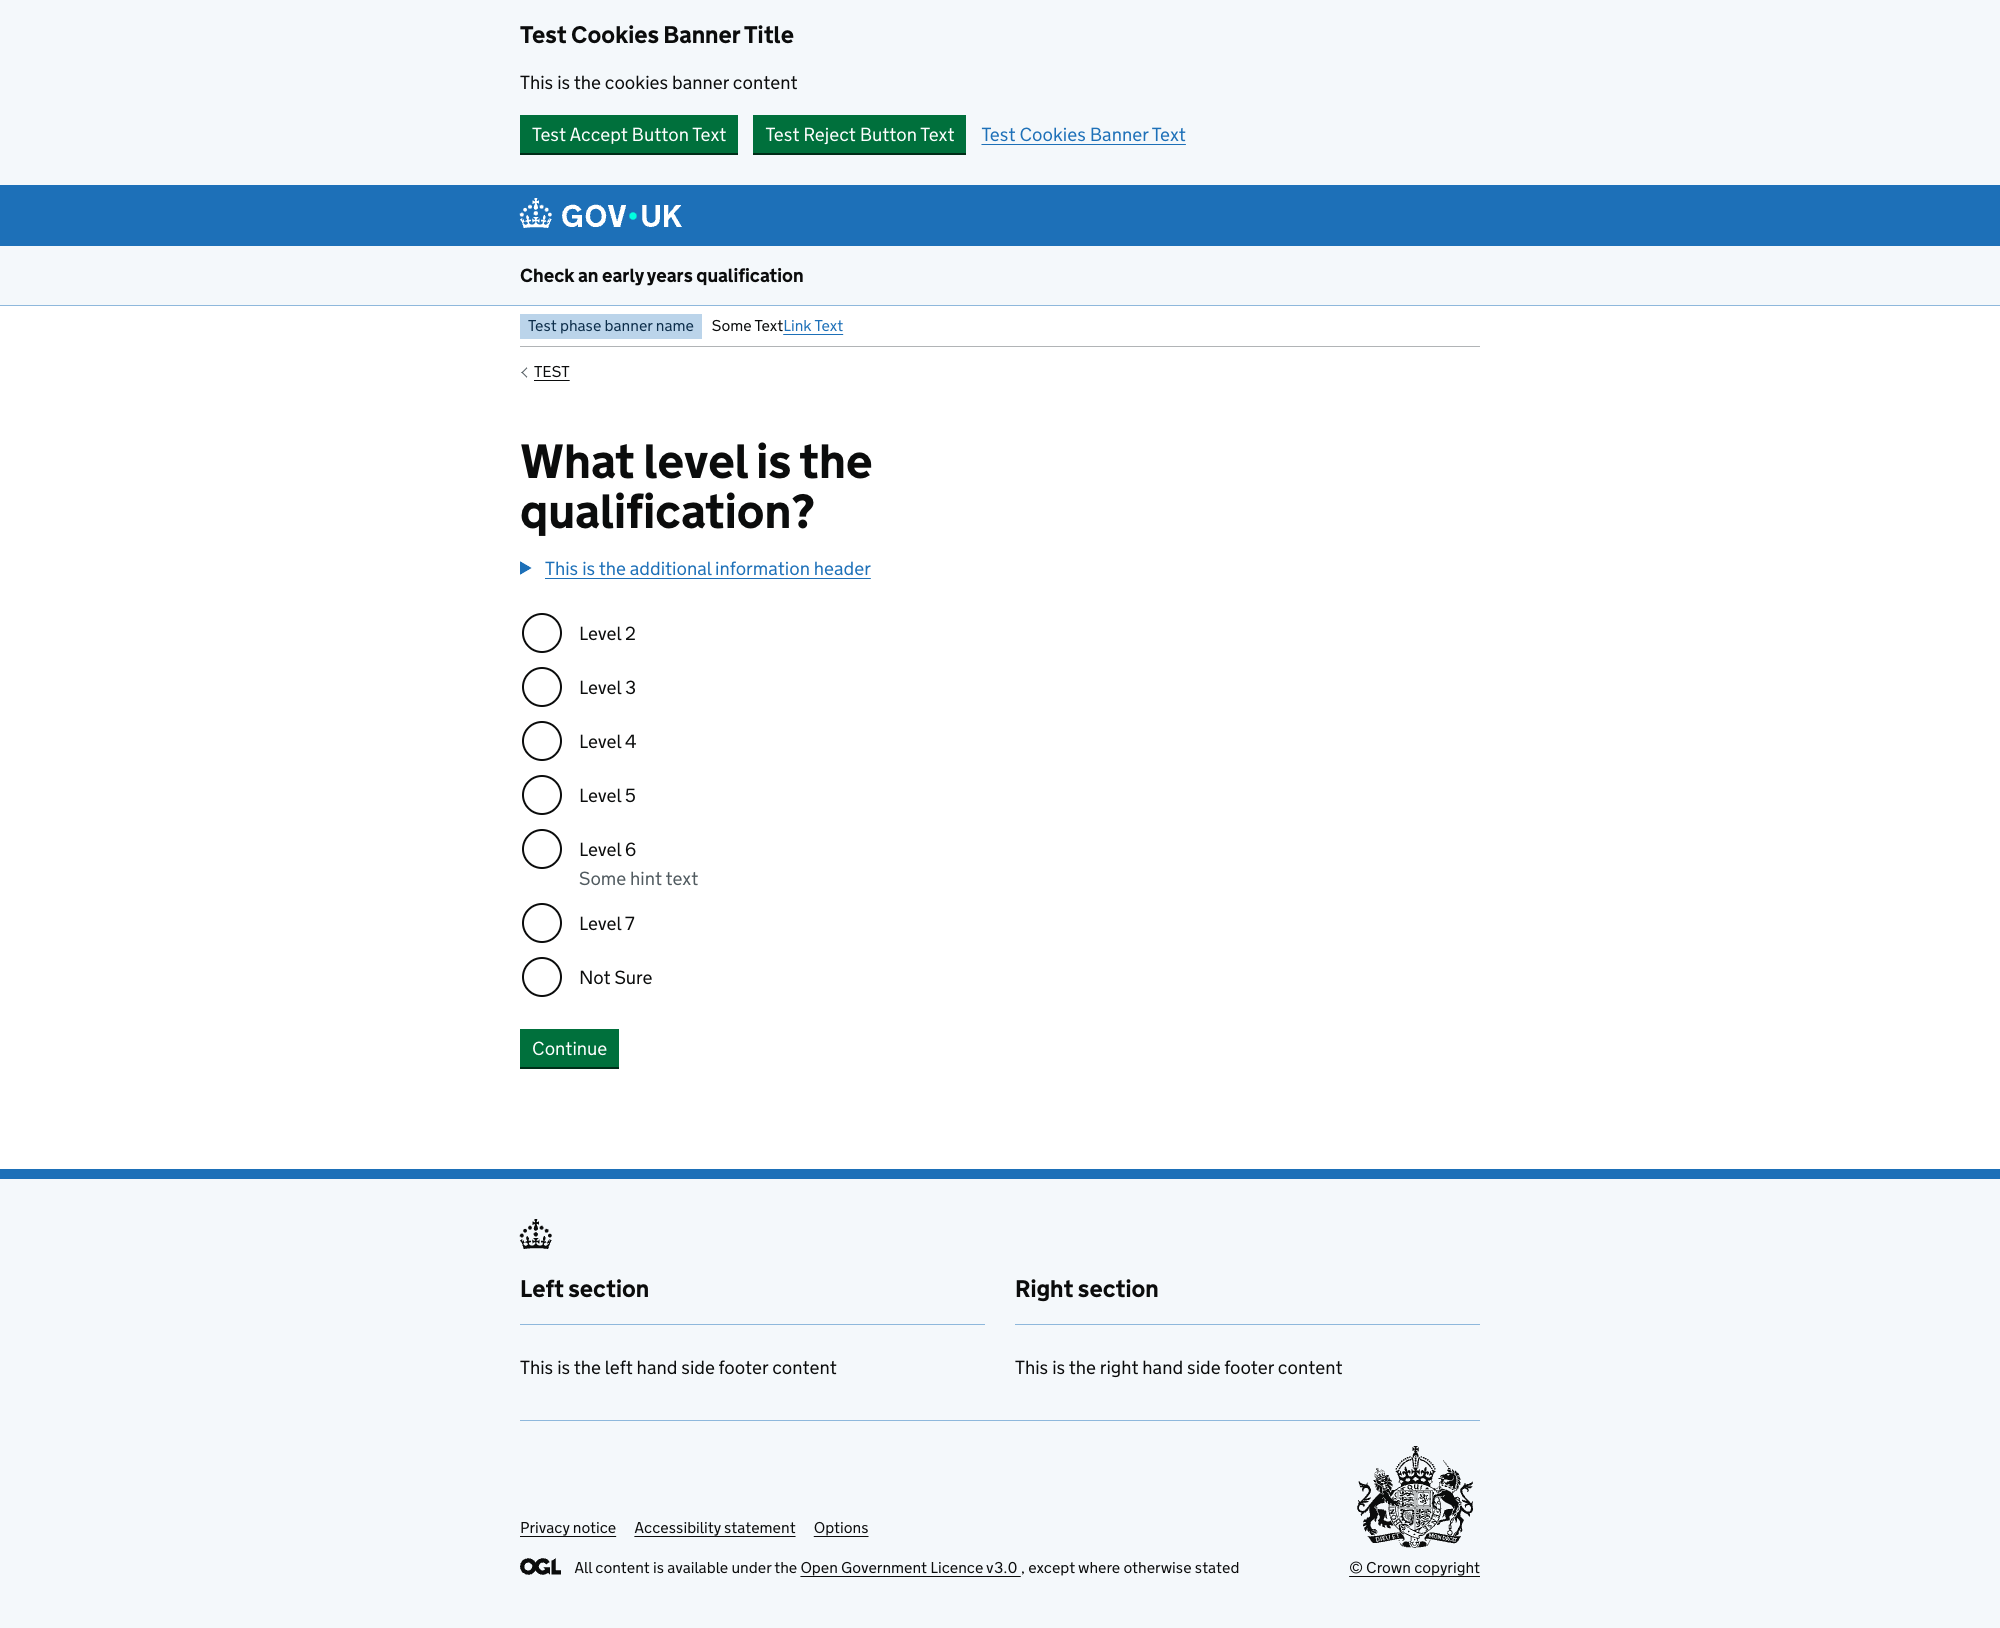 Test Cookies Banner Title
This is the cookies banner content
Test Accept Button Text
Test Reject Button Text
Test Cookies Banner Text
GOV·UK
Check an early years qualification
Test phase banner name
Some TextLink Text
TEST
What level is the
qualification?
This is the additional information header
Level 2
Level 3
Level 4
Level 5
Level 6
Some hint text
Level 7
Not Sure
Continue
Left section
Right section
This is the left hand side footer content
This is the right hand side footer content
Privacy notice
Accessibility statement
Options
OGL
All content is available under the Open Government Licence v3.0 , except where otherwise stated
© Crown copyright